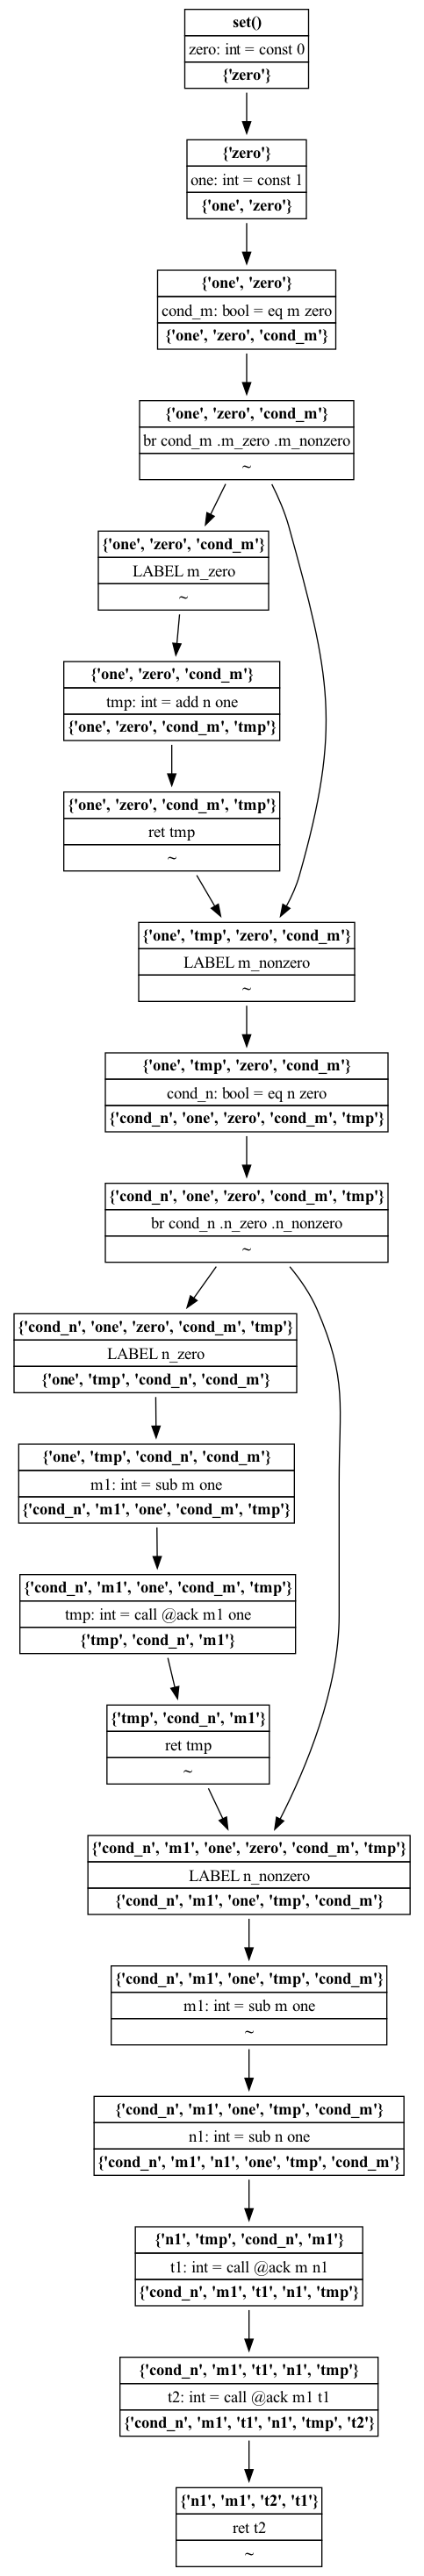 set()
zero: int = const 0
{'zero'}
{'zero'}
one: int = const 1
{'one', 'zero'}
{'one', 'zero'}
cond_m: bool = eq m zero
{'one', 'zero', 'cond_m'}
{'one', 'zero', 'cond_m'}
br cond_m .m_zero .m_nonzero
~
{'one', 'zero', 'cond_m'}
LABEL m_zero
~
{'one', 'zero', 'cond_m'}
tmp: int = add n one
{'one', 'zero', 'cond_m', 'tmp'}
{'one', 'zero', 'cond_m', 'tmp'}
ret tmp
~
{'one', 'tmp', 'zero', 'cond_m'}
LABEL m_nonzero
~
{'one', 'tmp', 'zero', 'cond_m'}
cond_n: bool = eq n zero
{'cond_n', 'one', 'zero', 'cond_m', 'tmp'}
{'cond_n', 'one', 'zero', 'cond_m', 'tmp'}
br cond_n .n_zero .n_nonzero
~
{'cond_n', 'one', 'zero', 'cond_m', 'tmp'}
LABEL n_zero
{'one', 'tmp', 'cond_n', 'cond_m'}
{'one', 'tmp', 'cond_n', 'cond_m'}
m1: int = sub m one
{'cond_n', 'm1', 'one', 'cond_m', 'tmp'}
{'cond_n', 'm1', 'one', 'cond_m', 'tmp'}
tmp: int = call @ack m1 one
{'tmp', 'cond_n', 'm1'}
{'tmp', 'cond_n', 'm1'}
ret tmp
~
{'cond_n', 'm1', 'one', 'zero', 'cond_m', 'tmp'}
LABEL n_nonzero
{'cond_n', 'm1', 'one', 'tmp', 'cond_m'}
{'cond_n', 'm1', 'one', 'tmp', 'cond_m'}
m1: int = sub m one
~
{'cond_n', 'm1', 'one', 'tmp', 'cond_m'}
n1: int = sub n one
{'cond_n', 'm1', 'n1', 'one', 'tmp', 'cond_m'}
{'n1', 'tmp', 'cond_n', 'm1'}
t1: int = call @ack m n1
{'cond_n', 'm1', 't1', 'n1', 'tmp'}
{'cond_n', 'm1', 't1', 'n1', 'tmp'}
t2: int = call @ack m1 t1
{'cond_n', 'm1', 't1', 'n1', 'tmp', 't2'}
{'n1', 'm1', 't2', 't1'}
ret t2
~